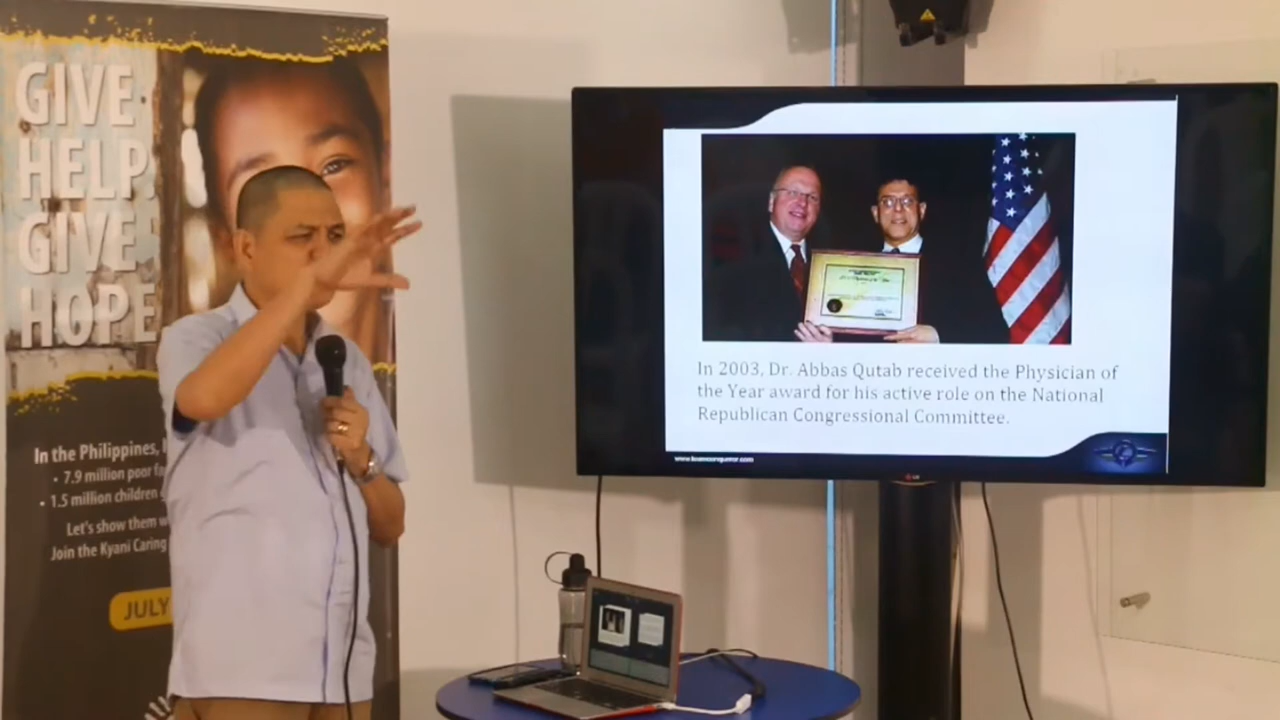 GIVE
HELP.
GIVE
HOPE
In the Philippines,
• 7.9 million poor
• 1.5 million children
Let's show them
Join the Kyani Caring
JULY
In 2003, Dr. Abbas Qutab received the Physician of
the Year award for his active role on the National
Republican Congressional Committee.
LG